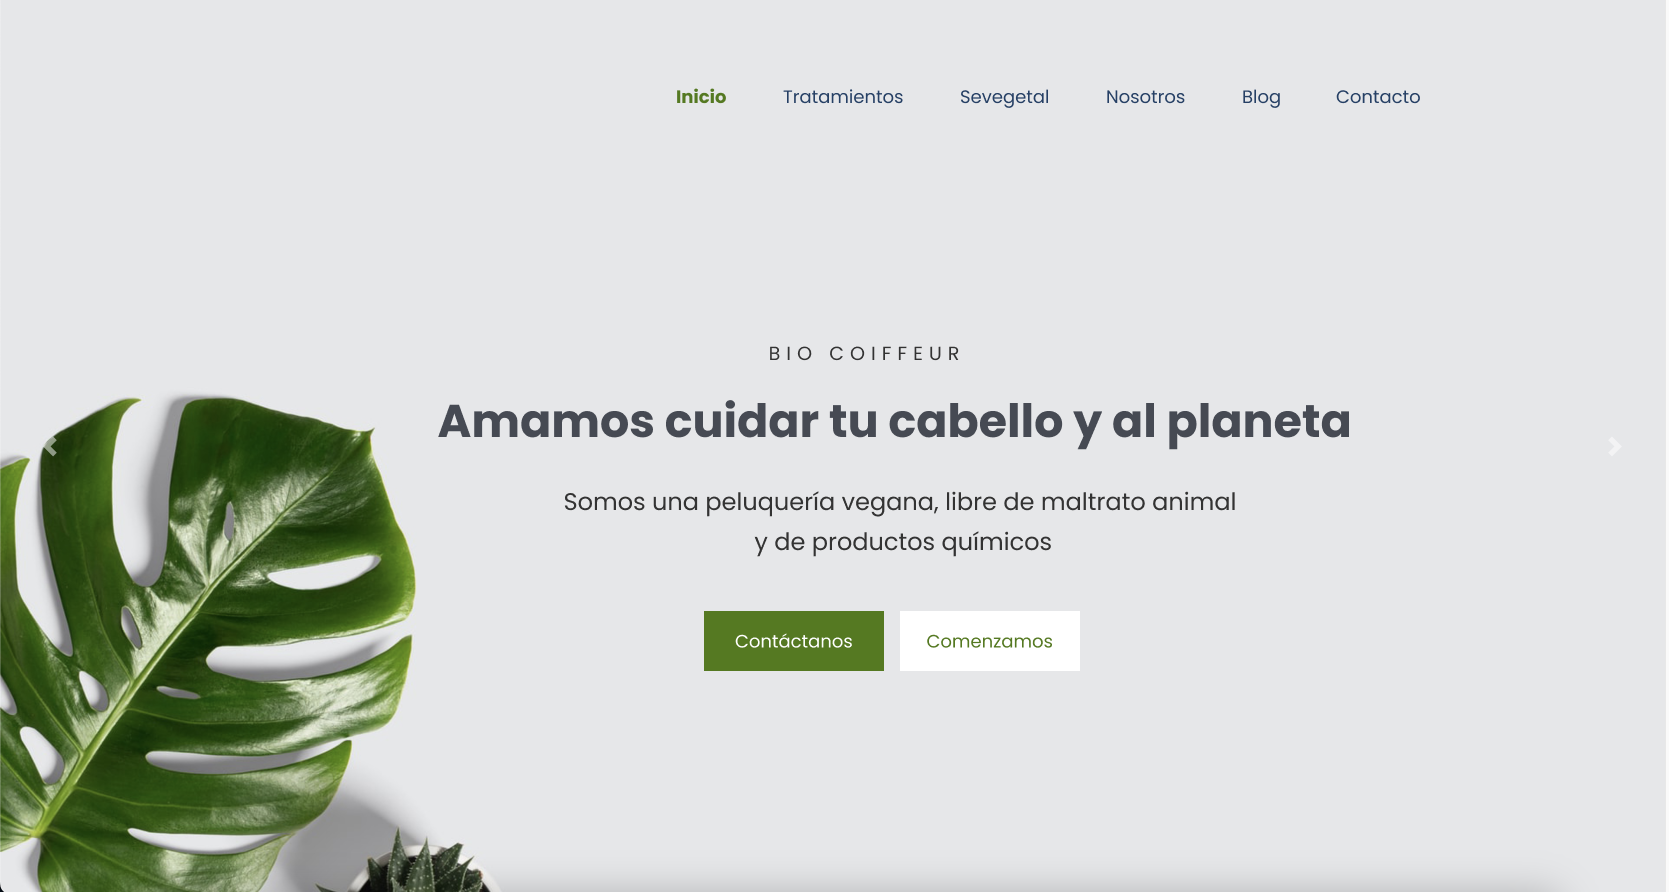 Inicio Tratamientos Sevegetal Nosotros Blog Contacto
BIO COIFFEUR
Amamos cuidar tu cabello y al planeta
Somos una peluquería vegana, libre de maltrato animal
y de productos químicos
Contáctanos Comenzamos